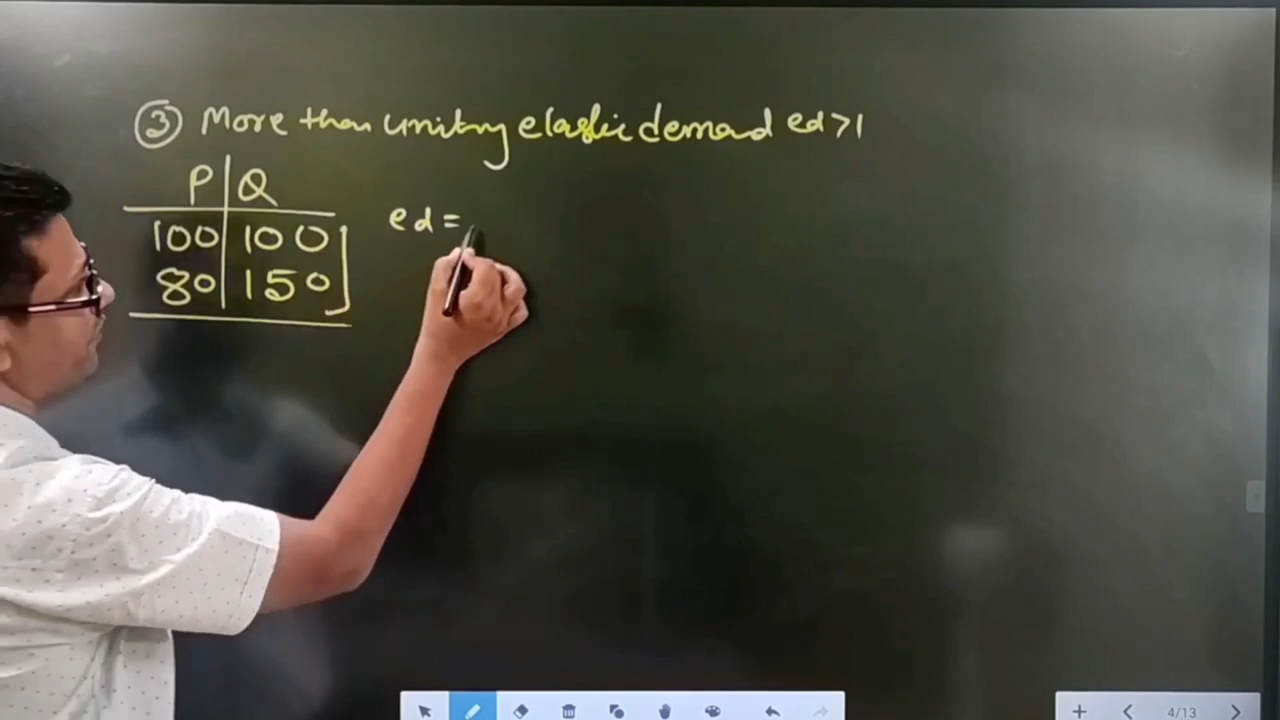 ③ More than unitary elastic demand ed>1
P Q
100 100
80 150
ed =
4/13